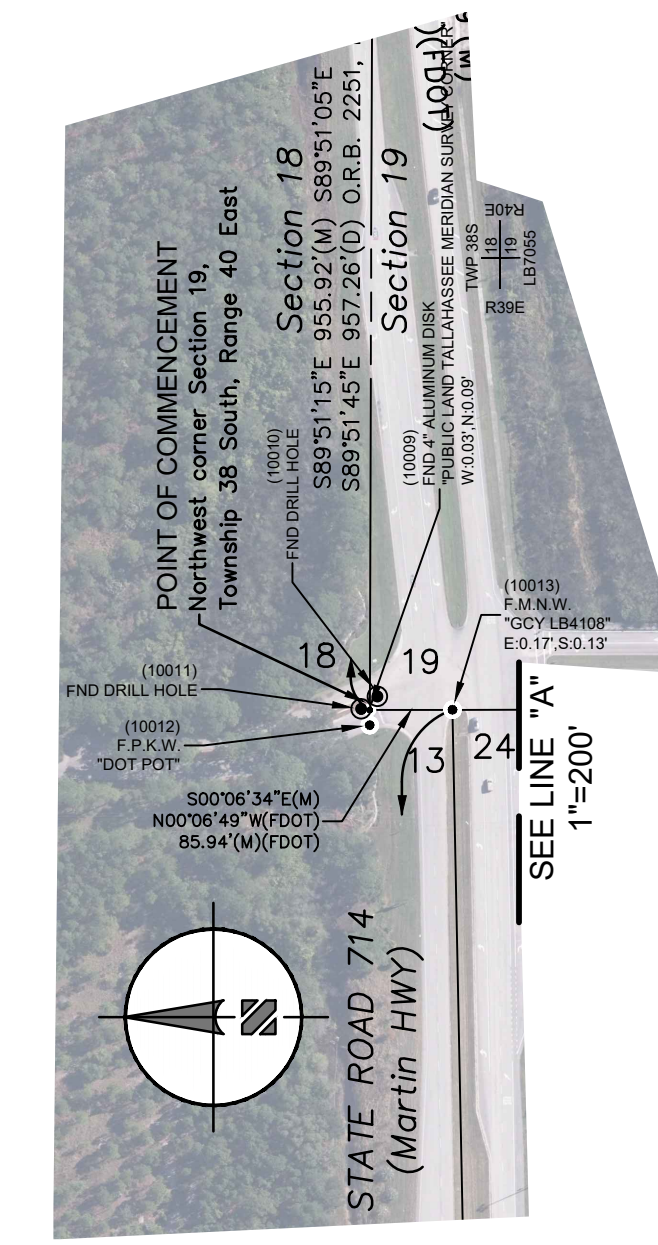 POINT OF COMMENCEMENT
Northwest corner Section 19,
Township 38 South, Range 40 East
Section 18
S89°51'15"E 955.92'(M) S89°51'05"E
S89°51'45"E 957.26'(D) O.R.B. 2251,
Section 19
(FDOT)
(M)
(10010)
FND DRILL HOLE
(10009)
FND 4" ALUMINUM DISK
"PUBLIC LAND TALLAHASSEE MERIDIAN SURVEY CORNER"
W:0.03',N:0.09'
TWP 38S
R40E
18
19
R39E
LB7055
(10013)
F.M.N.W.
"GCY LB4108"
E:0.17',S:0.13'
18
19
(10011)
FND DRILL HOLE
(10012)
F.P.K.W.
"DOT POT"
13
24
S00°06'34"E(M)
N00°06'49"W(FDOT)
85.94'(M)(FDOT)
SEE LINE "A"
1"=200'
STATE ROAD 714
(Martin HWY)